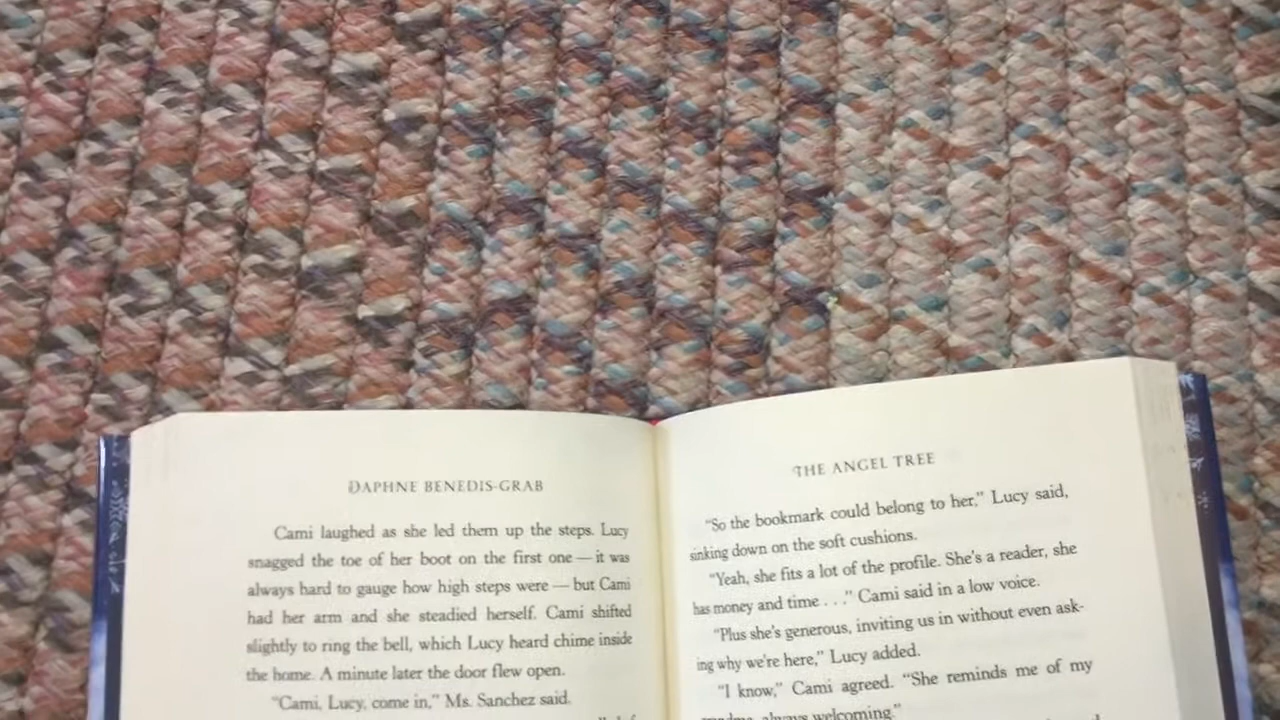 DAPHNE BENEDIS-GRAB
Cami laughed as she led them up the steps. Lucy
snagged the toe of her boot on the first one — it was
always hard to gauge how high steps were — but Cami
had her arm and she steadied herself. Cami shifted
slightly to ring the bell, which Lucy heard chime inside
the home. A minute later the door flew open.
"Cami, Lucy, come in," Ms. Sanchez said.
THE ANGEL TREE
"So the bookmark could belong to her," Lucy said,
sinking down on the soft cushions.
"Yeah, she fits a lot of the profile. She's a reader, she
has money and time . . ." Cami said in a low voice.
"Plus she's generous, inviting us in without even ask-
ing why we're here," Lucy added.
"I know," Cami agreed. "She reminds me of my
grandma, always welcoming."